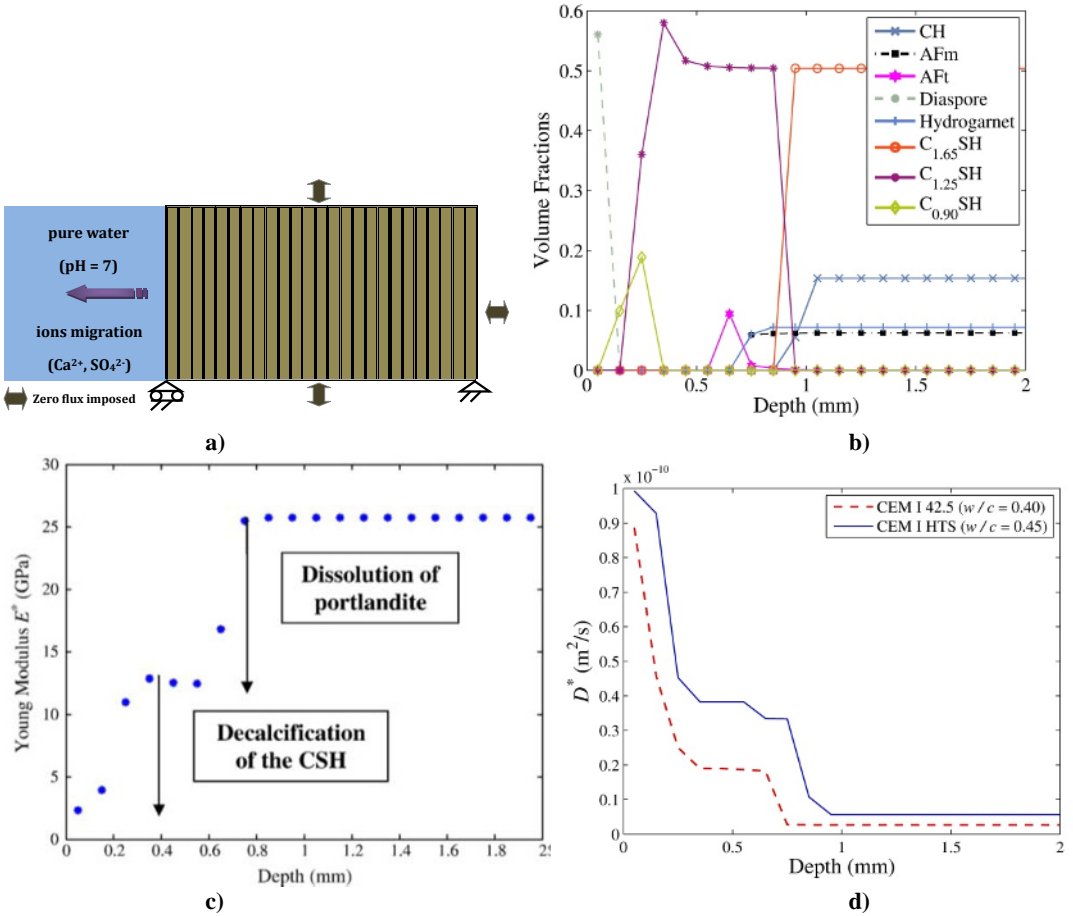 pure water
(pH = 7)
ions migration
(Ca²⁺, SO₄²⁻)
Zero flux imposed
a)
0.6
0.5
0.4
0.3
0.2
0.1
0
Volume Fractions
CH
AFm
AFt
Diaspore
Hydrogarnet
C₁.₆₅SH
C₁.₂₅SH
C₀.₉₀SH
0 0.5 1 1.5 2
Depth (mm)
b)
30
25
20
15
10
5
0
Young Modulus E* (GPa)
Dissolution of
portlandite
Decalcification
of the CSH
0 0.2 0.4 0.6 0.8 1 1.2 1.4 1.6 1.8 25
Depth (mm)
c)
x 10⁻¹⁰
1
0.9
0.8
0.7
0.6
0.5
0.4
0.3
0.2
0.1
0
D* (m²/s)
CEM I 42.5 (w/c = 0.40)
CEM I HTS (w/c = 0.45)
0 0.5 1 1.5 2
Depth (mm)
d)